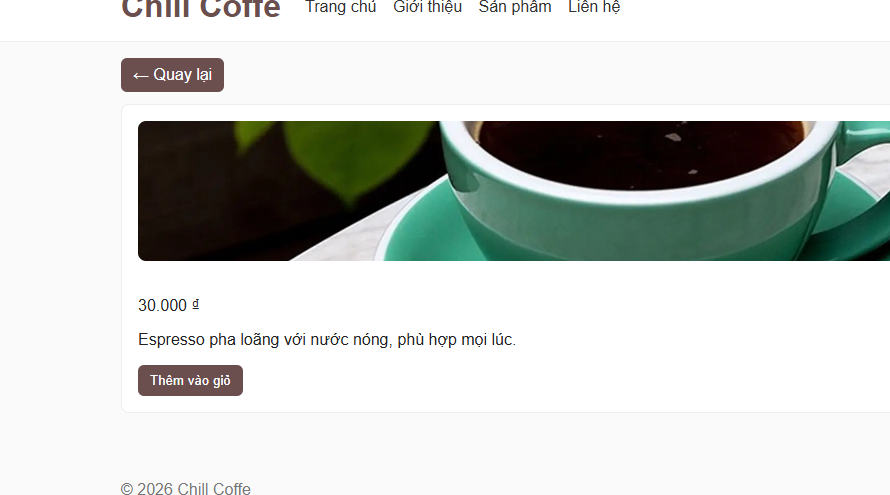 Chill Coffe Trang chủ Giới thiệu Sản phẩm Liên hệ
← Quay lại
30.000 ₫
Espresso pha loãng với nước nóng, phù hợp mọi lúc.
Thêm vào giỏ
© 2026 Chill Coffe